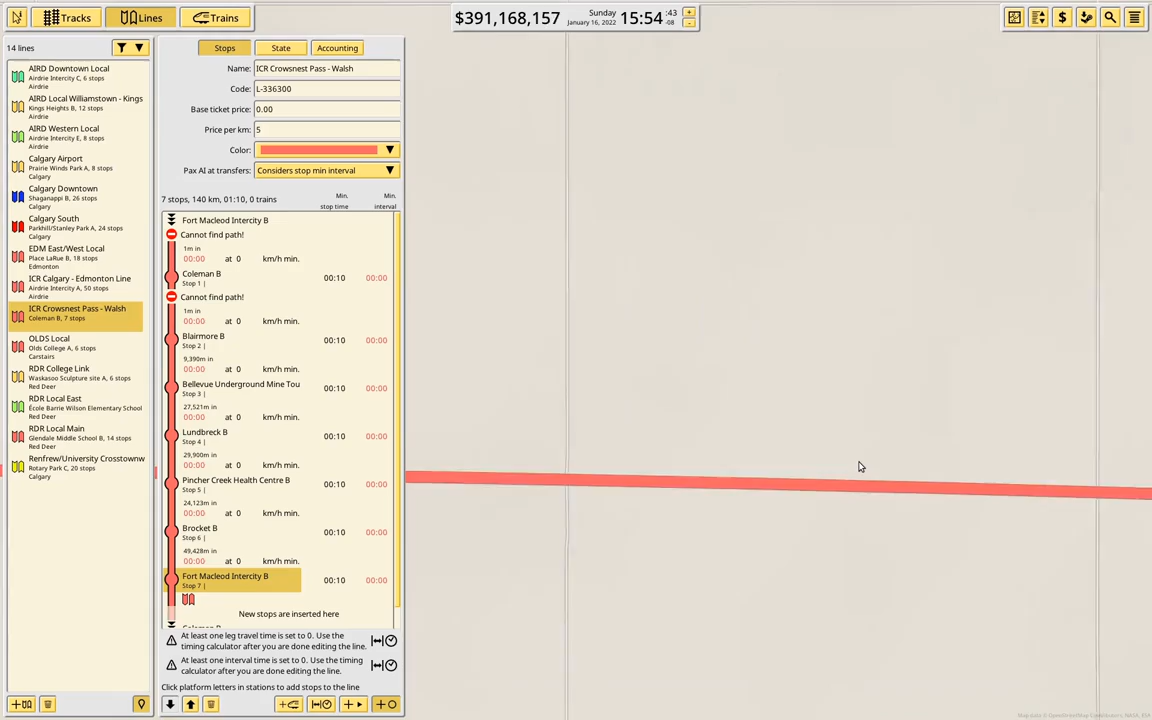 Tracks
Lines
Trains
$391,168,157
Sunday
January 16, 2022
15:54
:43
-08
+
-
$
14 lines
AIRD Downtown Local
Airdrie Intercity C, 6 stops
Airdrie
AIRD Local Williamstown - Kings
Kings Heights B, 12 stops
Airdrie
AIRD Western Local
Airdrie Intercity E, 8 stops
Airdrie
Calgary Airport
Prairie Winds Park A, 8 stops
Calgary
Calgary Downtown
Shaganappi B, 26 stops
Calgary
Calgary South
Parkhill/Stanley Park A, 24 stops
Calgary
EDM East/West Local
Place LaRue B, 18 stops
Edmonton
ICR Calgary - Edmonton Line
Airdrie Intercity A, 50 stops
Airdrie
ICR Crowsnest Pass - Walsh
Coleman B, 7 stops
OLDS Local
Olds College A, 6 stops
Carstairs
RDR College Link
Waskasoo Sculpture site A, 6 stops
Red Deer
RDR Local East
École Barrie Wilson Elementary School
Red Deer
RDR Local Main
Glendale Middle School B, 14 stops
Red Deer
Renfrew/University Crosstownw
Rotary Park C, 20 stops
Calgary
Stops
State
Accounting
Name: ICR Crowsnest Pass - Walsh
Code: L-336300
Base ticket price: 0.00
Price per km: 5
Color:
Pax AI at transfers: Considers stop min interval
7 stops, 140 km, 01:10, 0 trains
Min.
stop time
Min.
interval
Fort Macleod Intercity B
Cannot find path!
1m in
00:00 at 0 km/h min.
Coleman B 00:10 00:00
Stop 1 |
Cannot find path!
1m in
00:00 at 0 km/h min.
Blairmore B 00:10 00:00
Stop 2 |
9,390m in
00:00 at 0 km/h min.
Bellevue Underground Mine Tou 00:10 00:00
Stop 3 |
27,521m in
00:00 at 0 km/h min.
Lundbreck B 00:10 00:00
Stop 4 |
29,900m in
00:00 at 0 km/h min.
Pincher Creek Health Centre B 00:10 00:00
Stop 5 |
24,123m in
00:00 at 0 km/h min.
Brocket B 00:10 00:00
Stop 6 |
49,428m in
00:00 at 0 km/h min.
Fort Macleod Intercity B 00:10 00:00
Stop 7 |
New stops are inserted here
At least one leg travel time is set to 0. Use the
timing calculator after you are done editing the line.
At least one interval time is set to 0. Use the timing
calculator after you are done editing the line.
Click platform letters in stations to add stops to the line